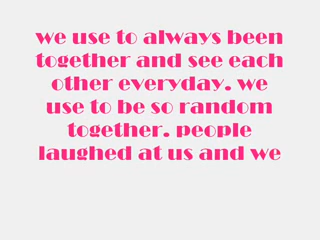 we use to always been
together and see each
other everyday. we
use to be so random
together. people
laughed at us and we